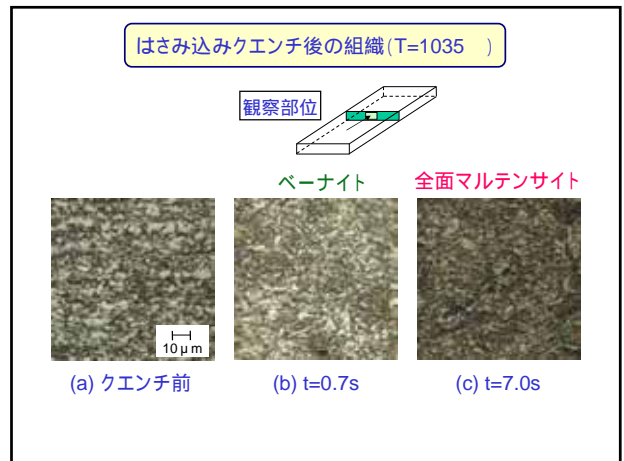 はさみ込みクエンチ後の組織(T=1035 )
観察部位
ベーナイト
全面マルテンサイト
10μm
(a) クエンチ前
(b) t=0.7s
(c) t=7.0s